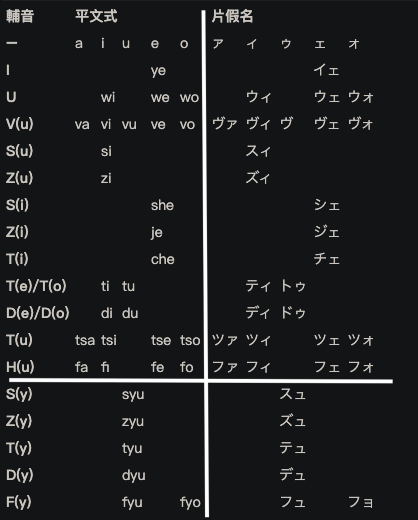 輔音 平文式 片假名
ー a i u e o ァ ィ ゥ ェ ォ
I ye イェ
U wi we wo ウィ ウェ ウォ
V(u) va vi vu ve vo ヴァ ヴィ ヴ ヴェ ヴォ
S(u) si スィ
Z(u) zi ズィ
S(i) she シェ
Z(i) je ジェ
T(i) che チェ
T(e)/T(o) ti tu ティ トゥ
D(e)/D(o) di du ディ ドゥ
T(u) tsa tsi tse tso ツァ ツィ ツェ ツォ
H(u) fa fi fe fo ファ フィ フェ フォ
S(y) syu スュ
Z(y) zyu ズュ
T(y) tyu テュ
D(y) dyu デュ
F(y) fyu fyo フュ フョ